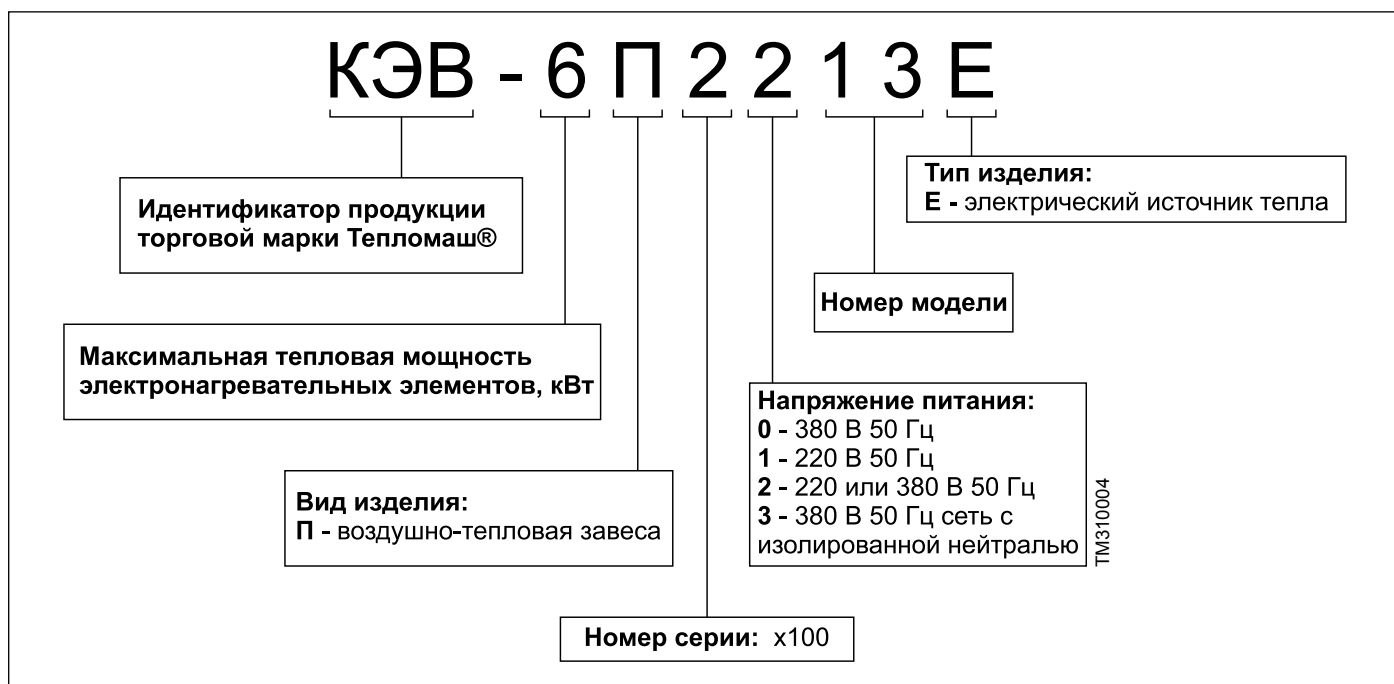 КЭВ - 6 П 2 2 1 3 Е
Тип изделия:
Е - электрический источник тепла
Идентификатор продукции
торговой марки Тепломаш®
Номер модели
Максимальная тепловая мощность
электронагревательных элементов, кВт
Напряжение питания:
0 - 380 В 50 Гц
1 - 220 В 50 Гц
2 - 220 или 380 В 50 Гц
3 - 380 В 50 Гц сеть с
изолированной нейтралью
ТМ310004
Вид изделия:
П - воздушно-тепловая завеса
Номер серии: х100